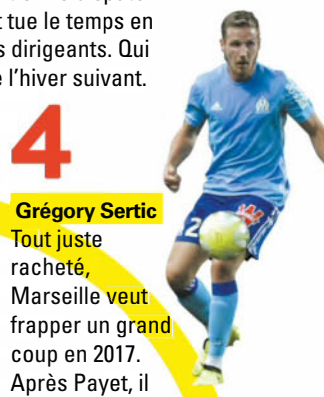 t tue le temps en
s dirigeants. Qui
e l'hiver suivant.
4
Grégory Sertic
Tout juste
racheté,
Marseille veut
frapper un grand
coup en 2017.
Après Payet, il
2